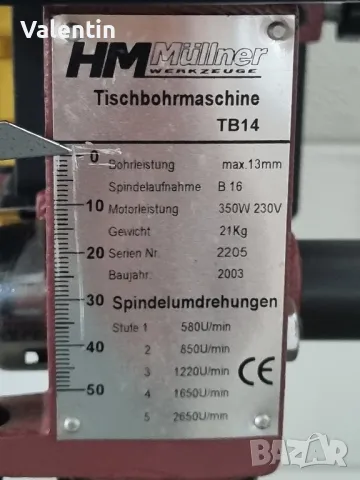 Valentin
HM Müllner
WERKZEUGE
Tischbohrmaschine
TB14
0 Bohrleistung max.13mm
Spindelaufnahme B 16
10 Motorleistung 350W 230V
Gewicht 21Kg
20 Serien Nr. 2205
Baujahr: 2003
30 Spindelumdrehungen
Stufe 1 580U/min
40 2 850U/min
3 1220U/min CE
4 1650U/min
50 5 2650U/min
BAZAR